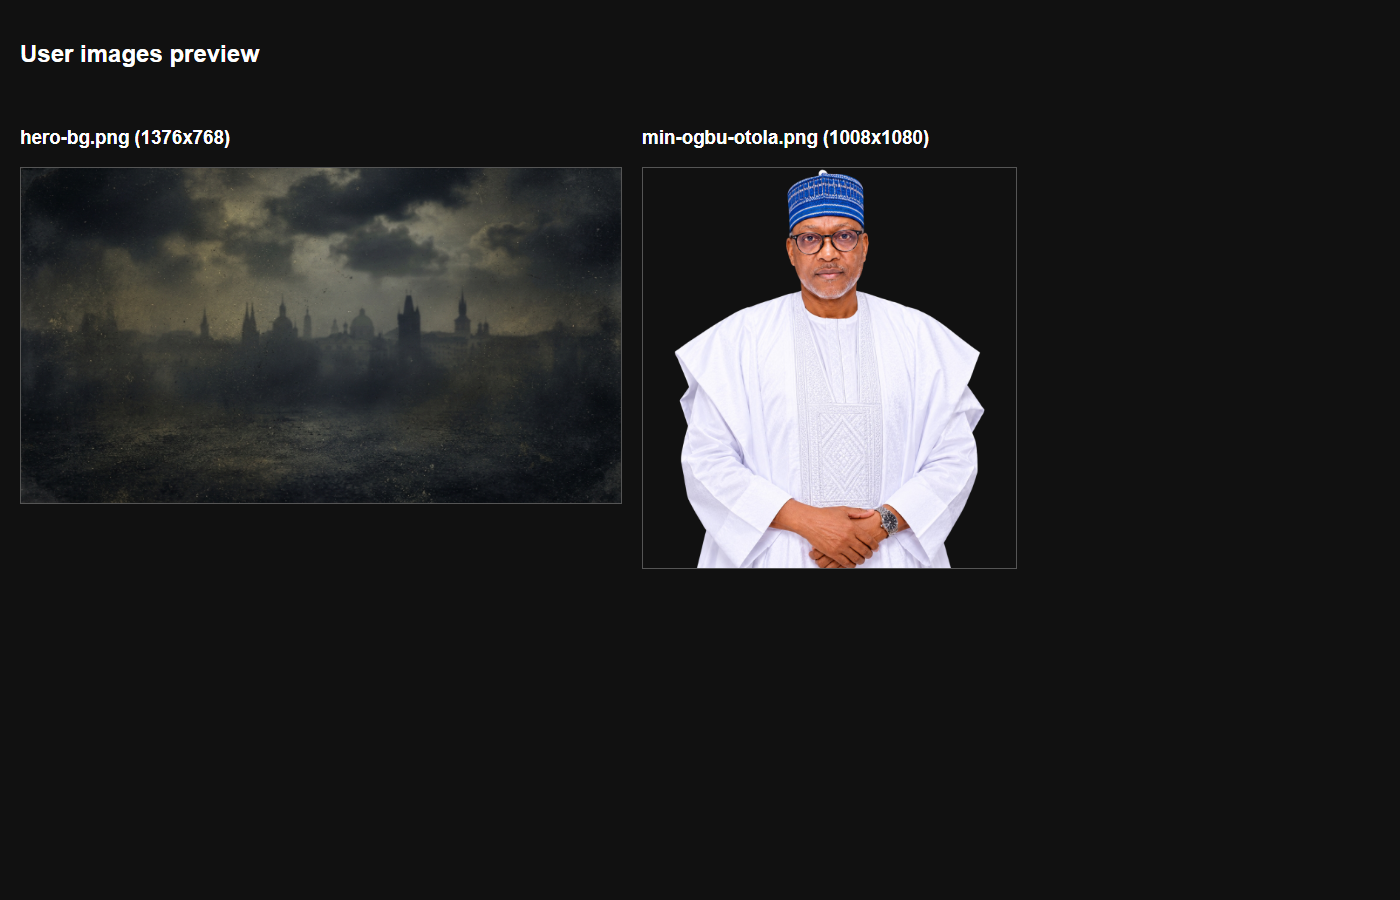 User images preview
hero-bg.png (1376x768)
min-ogbu-otola.png (1008x1080)